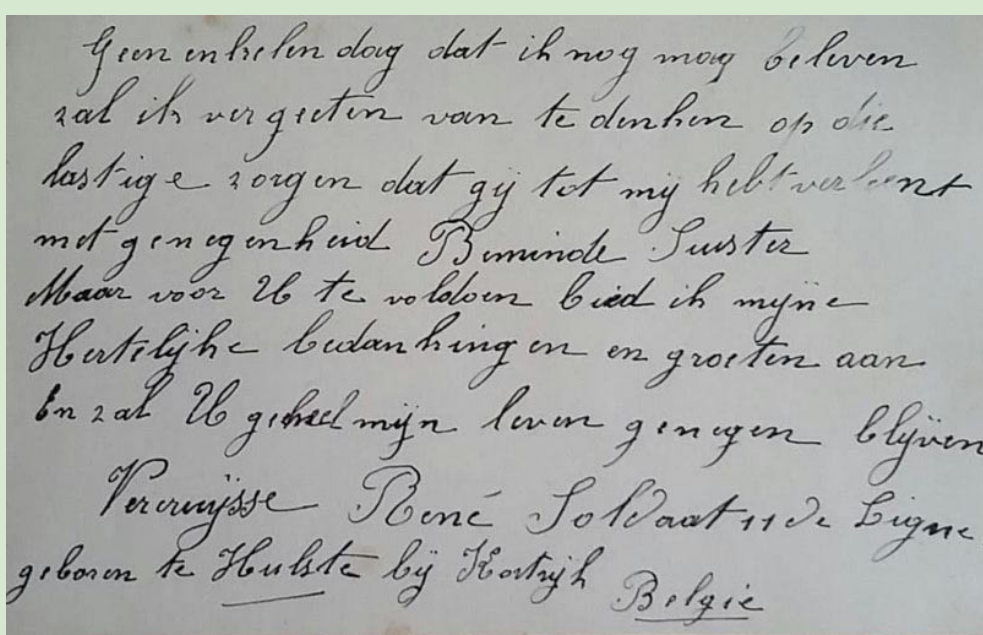 Geen enkelen dag dat ik nog mag beleven
zal ik vergeeten van te denken op die
lastige zorgen dat gij tot mij hebt verleent
met genegenheid Beminde Suster
Maar voor U te voldoen bied ik mijne
Hertelijke bedankingen en groeten aan
En zal U geheel mijn leven genegen blijven
Vercruijsse René Soldaat 11de Ligne
geboren te Hulste bij Kortrijk
Belgie